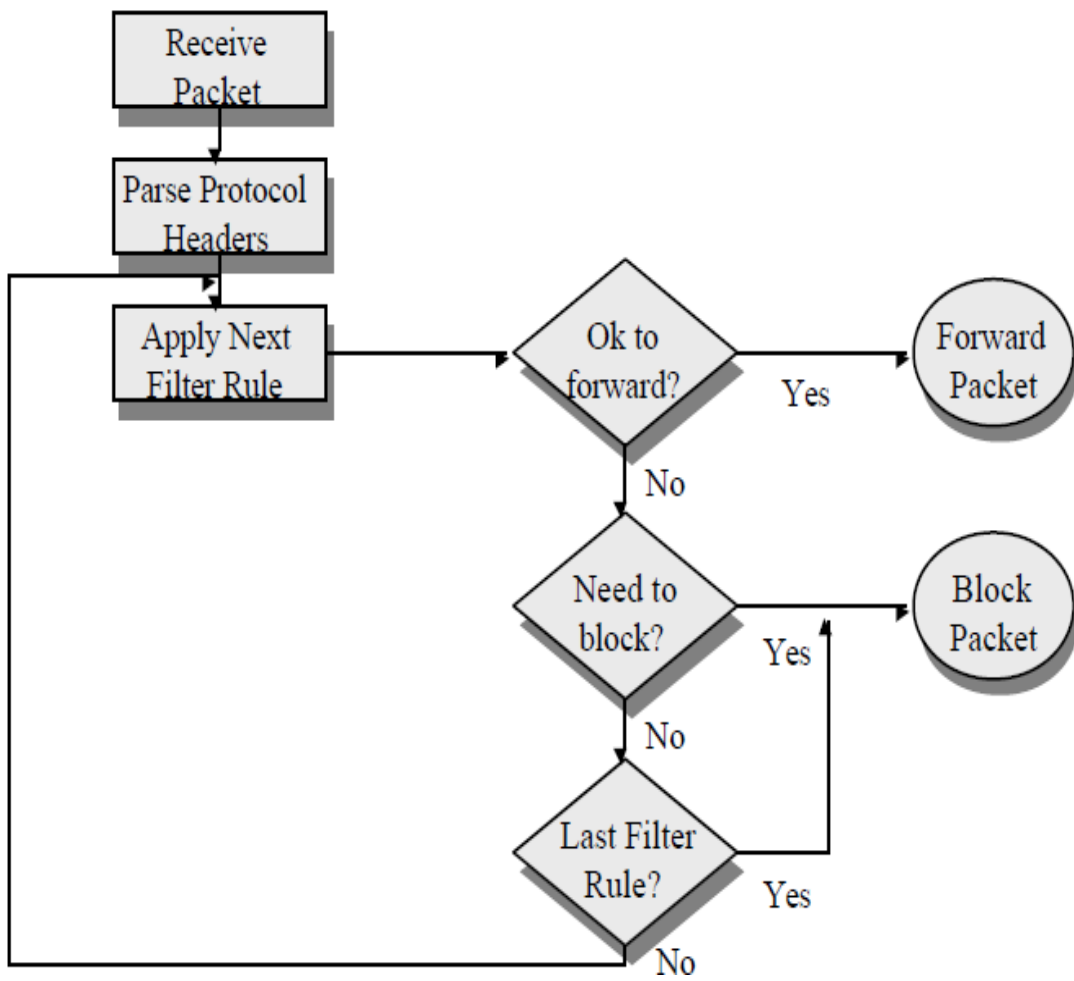 Receive
Packet
Parse Protocol
Headers
Apply Next
Filter Rule
Ok to
forward?
Yes
Forward
Packet
No
Need to
block?
Yes
Block
Packet
No
Last Filter
Rule?
Yes
No